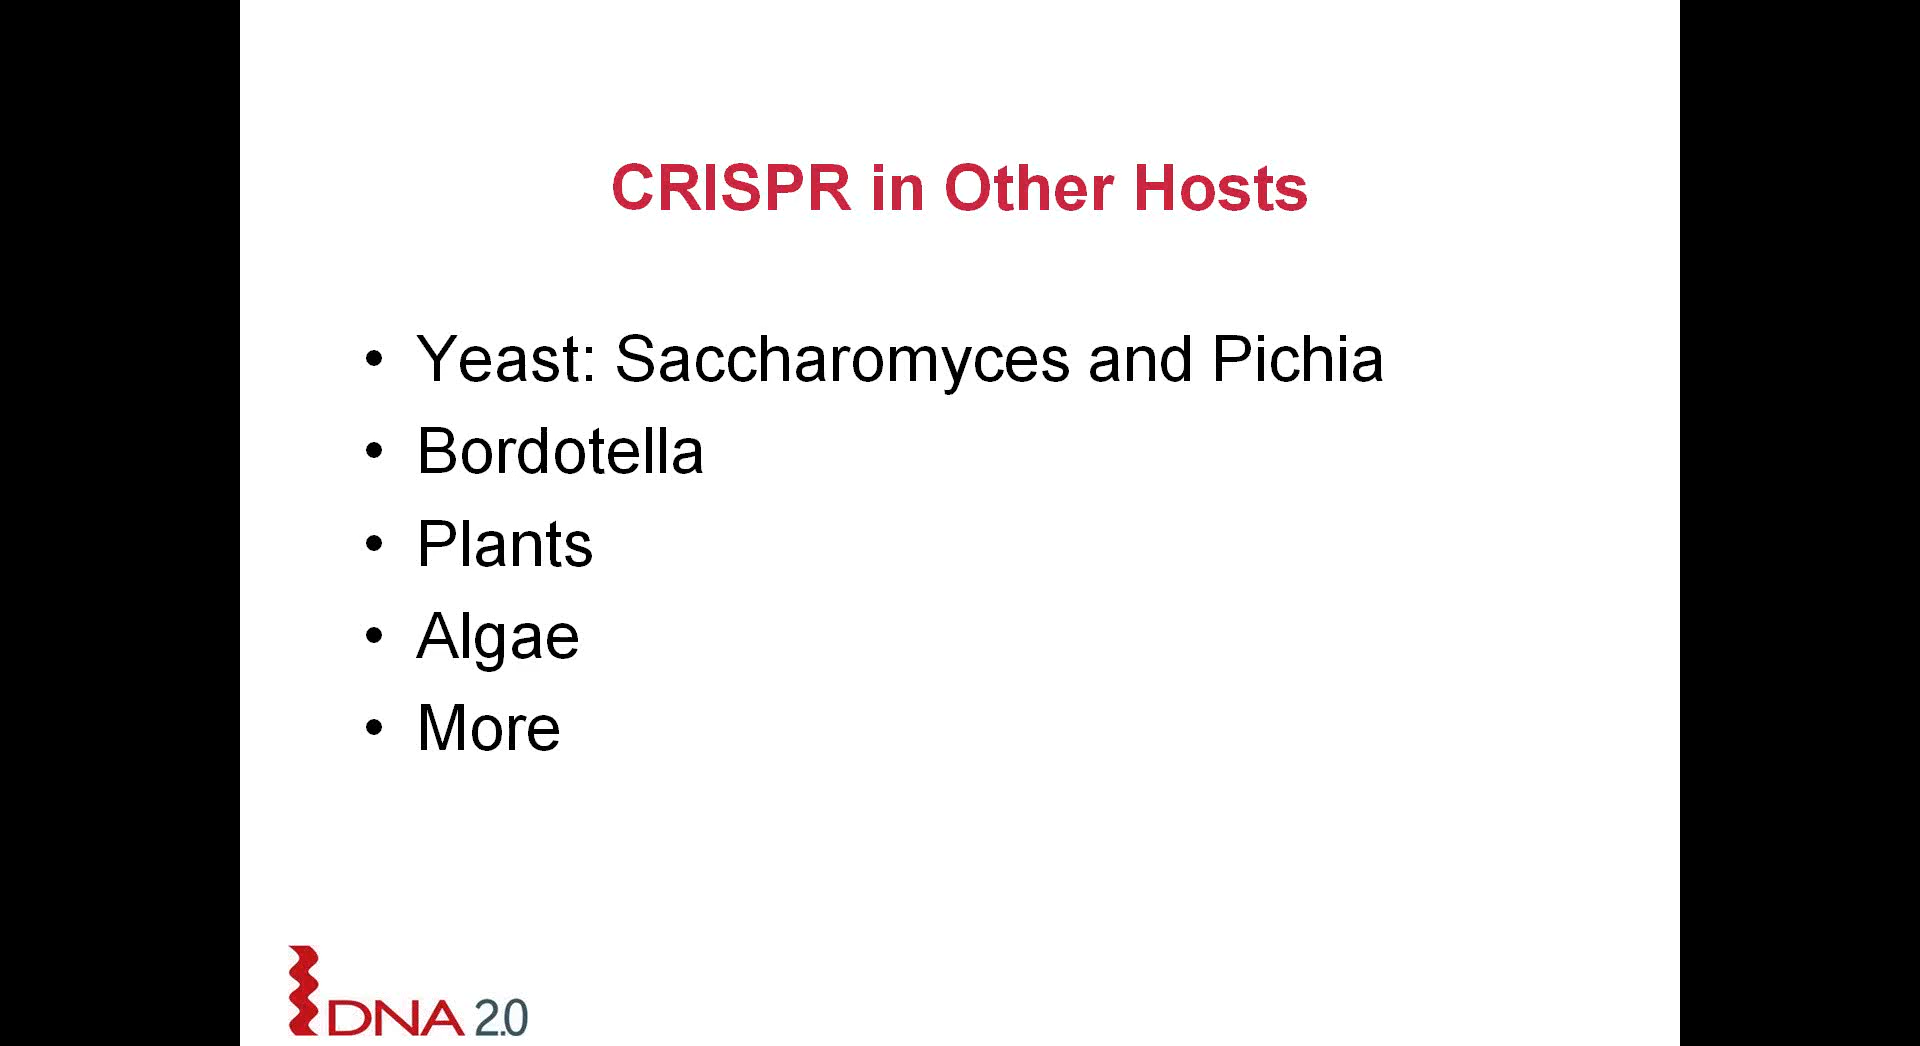 CRISPR in Other Hosts
• Yeast: Saccharomyces and Pichia
• Bordotella
• Plants
• Algae
• More
DNA 2.0